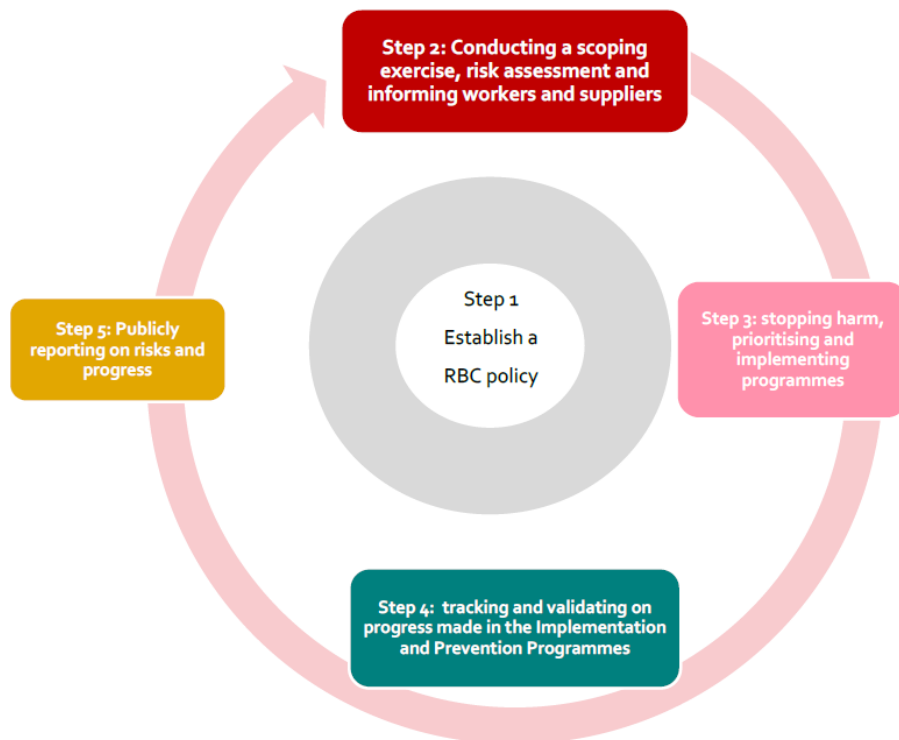 Step 1
Establish a
RBC policy
Step 2: Conducting a scoping
exercise, risk assessment and
informing workers and suppliers
Step 3: stopping harm,
prioritising and
implementing
programmes
Step 4:  tracking and validating on
progress made in the Implementation
and Prevention Programmes
Step 5: Publicly
reporting on risks and
progress